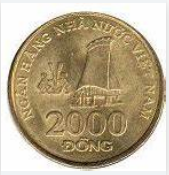 NGÂN HÀNG NHÀ NƯỚC VIỆT NAM
2000
ĐỒNG